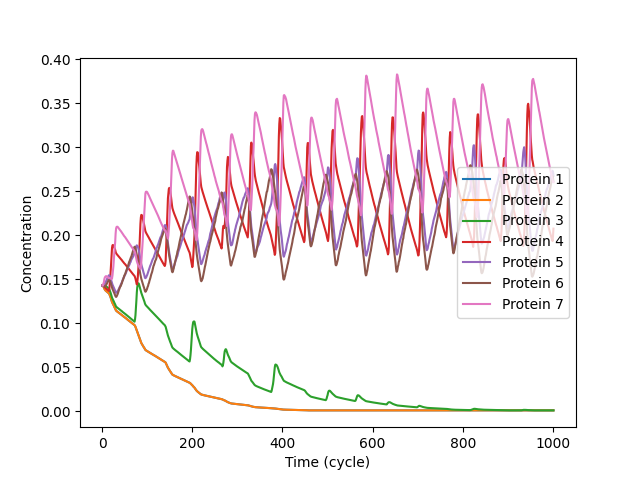 0.40
0.35
0.30
0.25
0.20
0.15
0.10
0.05
0.00
Concentration
0
200
400
600
800
1000
Time (cycle)
Protein 1
Protein 2
Protein 3
Protein 4
Protein 5
Protein 6
Protein 7